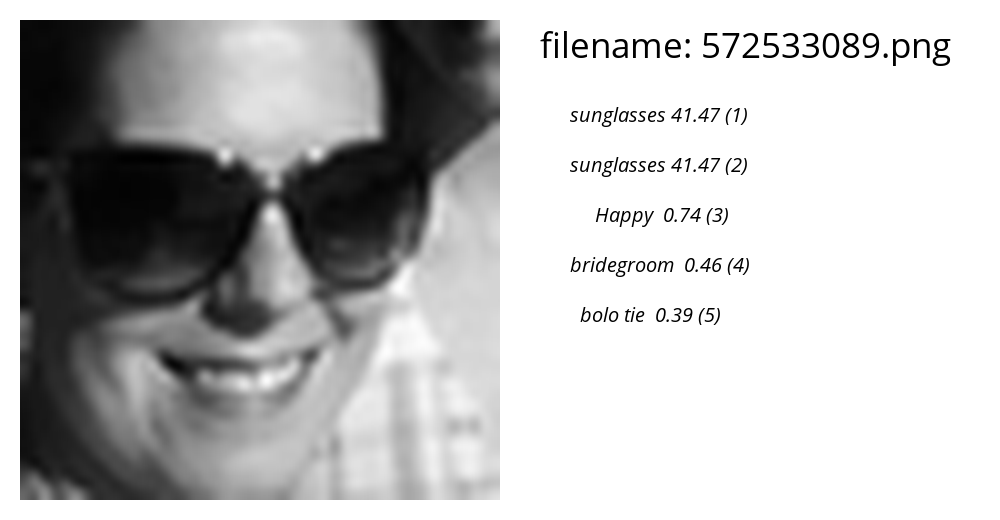 filename: 572533089.png
sunglasses 41.47 (1)
sunglasses 41.47 (2)
Happy 0.74 (3)
bridegroom 0.46 (4)
bolo tie 0.39 (5)